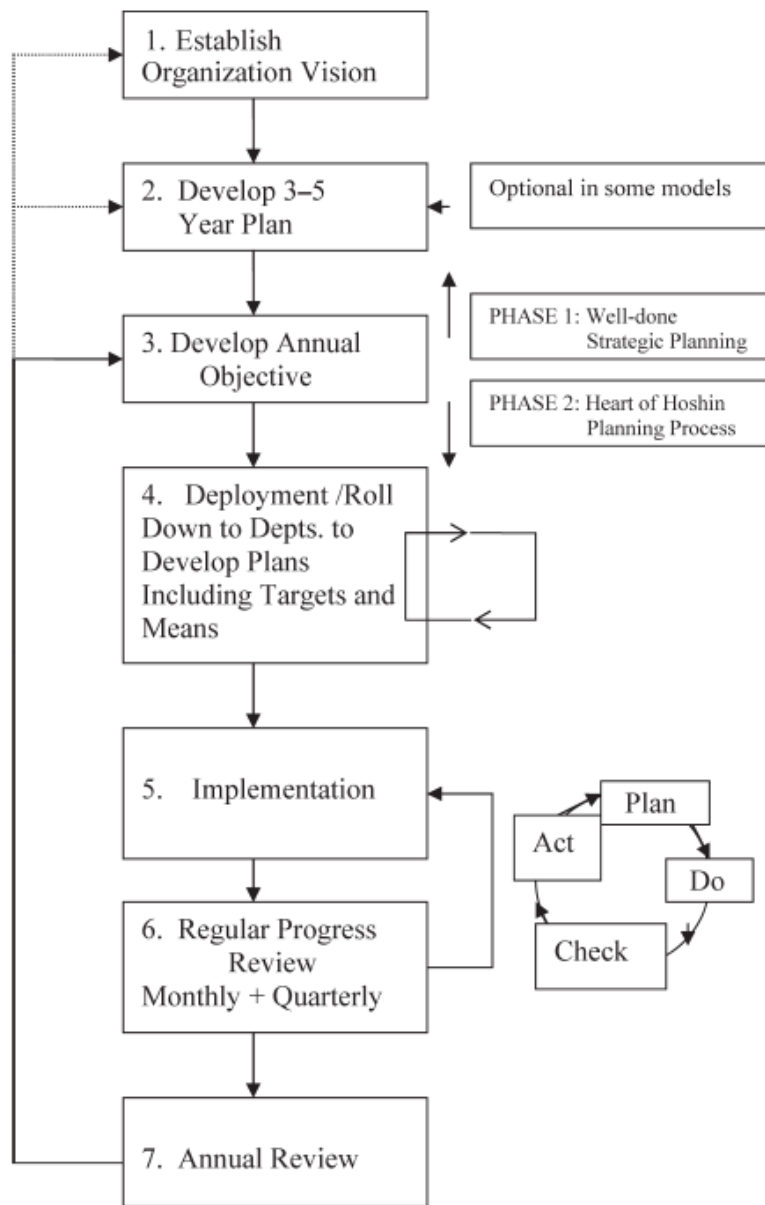 1. Establish
Organization Vision
2. Develop 3–5
Year Plan
Optional in some models
3. Develop Annual
Objective
PHASE 1: Well-done
Strategic Planning
PHASE 2: Heart of Hoshin
Planning Process
4. Deployment /Roll
Down to Depts. to
Develop Plans
Including Targets and
Means
5. Implementation
6. Regular Progress
Review
Monthly + Quarterly
Plan
Act
Do
Check
7. Annual Review